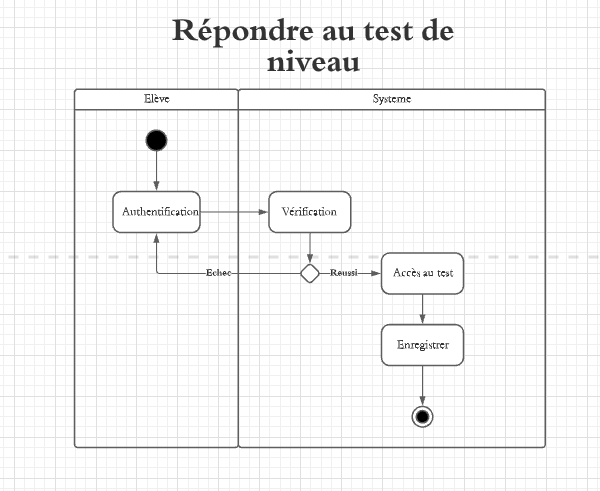 Répondre au test de
niveau
Elève
Systeme
Authentification
Vérification
Echec
Reussi
Accès au test
Enregistrer